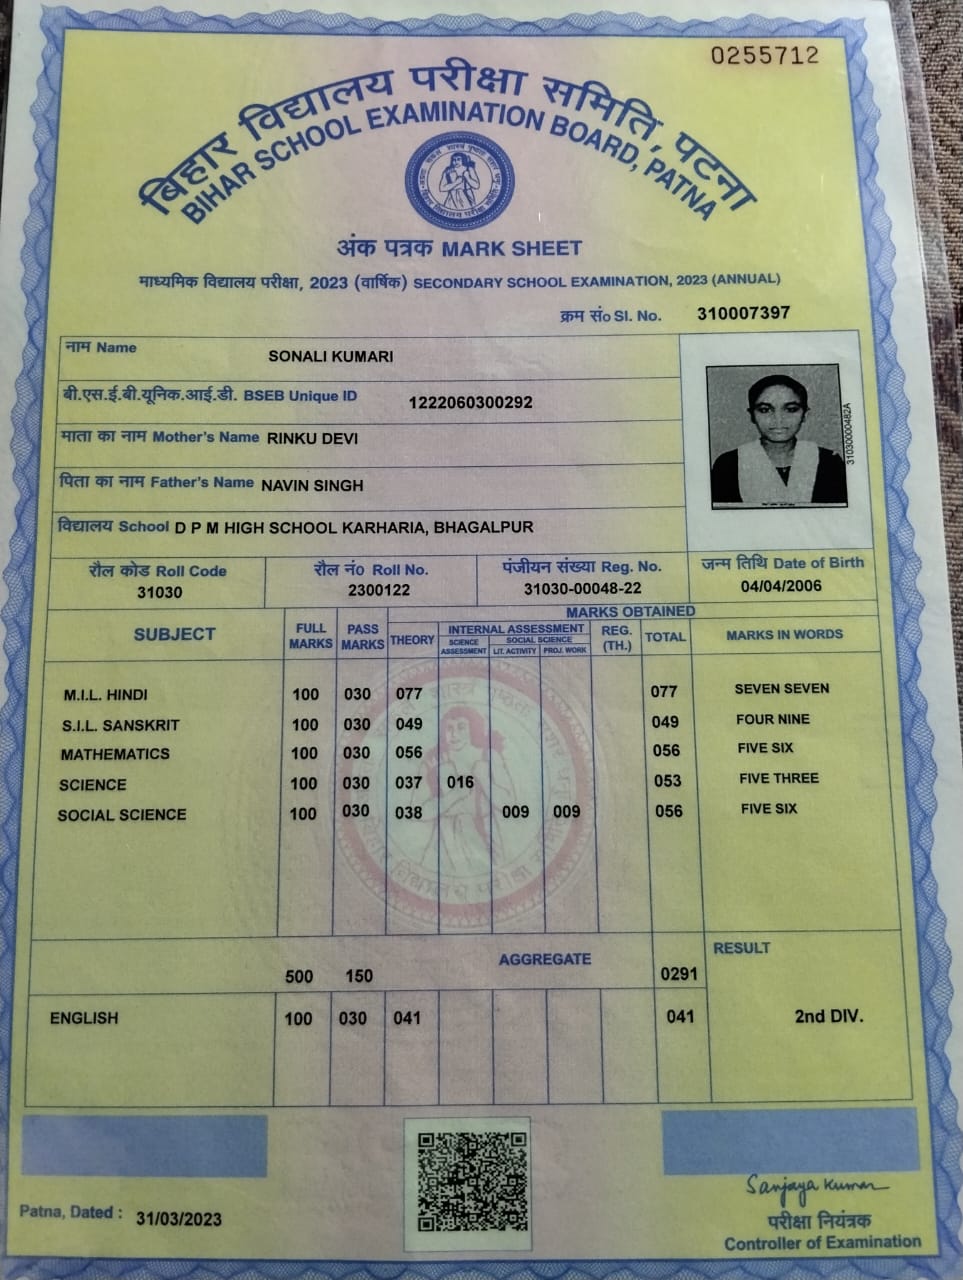 0255712
बिहार विद्यालय परीक्षा समिति, पटना
BIHAR SCHOOL EXAMINATION BOARD, PATNA
अंक पत्रक MARK SHEET
माध्यमिक विद्यालय परीक्षा, 2023 (वार्षिक) SECONDARY SCHOOL EXAMINATION, 2023 (ANNUAL)
क्रम सं० Sl. No. 310007397
नाम Name SONALI KUMARI
बी.एस.ई.बी.यूनिक.आई.डी. BSEB Unique ID 1222060300292
माता का नाम Mother's Name RINKU DEVI
पिता का नाम Father's Name NAVIN SINGH
विद्यालय School D P M HIGH SCHOOL KARHARIA, BHAGALPUR
31030000482A
रौल कोड Roll Code रौल नं० Roll No. पंजीयन संख्या Reg. No. जन्म तिथि Date of Birth
31030 2300122 31030-00048-22 04/04/2006
MARKS OBTAINED
SUBJECT FULL MARKS PASS MARKS THEORY INTERNAL ASSESSMENT REG. (TH.) TOTAL MARKS IN WORDS
SCIENCE ASSESSMENT SOCIAL SCIENCE
LIT. ACTIVITY PROJ. WORK
M.I.L. HINDI 100 030 077 077 SEVEN SEVEN
S.I.L. SANSKRIT 100 030 049 049 FOUR NINE
MATHEMATICS 100 030 056 056 FIVE SIX
SCIENCE 100 030 037 016 053 FIVE THREE
SOCIAL SCIENCE 100 030 038 009 009 056 FIVE SIX
AGGREGATE RESULT
500 150 0291
ENGLISH 100 030 041 041 2nd DIV.
Sanjaya Kumar
Patna, Dated : 31/03/2023
परीक्षा नियंत्रक
Controller of Examination